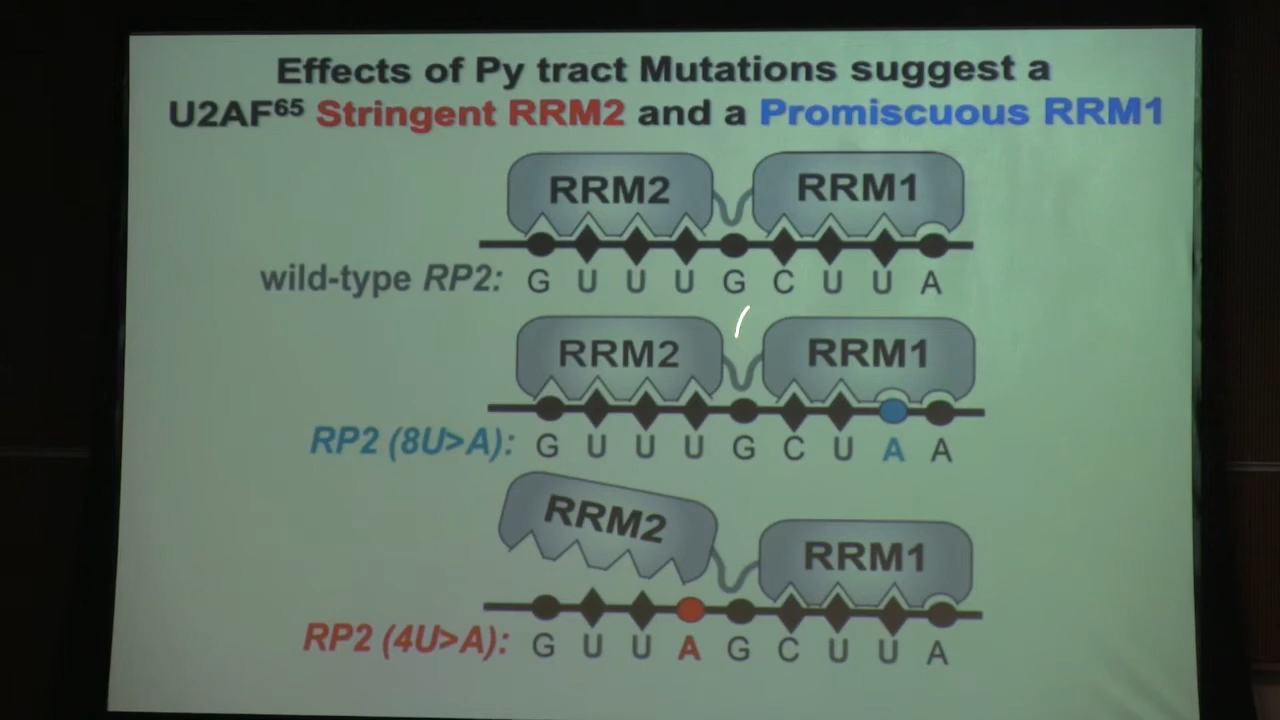 Effects of Py tract Mutations suggest a
U2AF⁶⁵ Stringent RRM2 and a Promiscuous RRM1
RRM2 RRM1
wild-type RP2: G U U U G C U U A
RRM2 RRM1
RP2 (8U>A): G U U U G C U A A
RRM2 RRM1
RP2 (4U>A): G U U A G C U U A